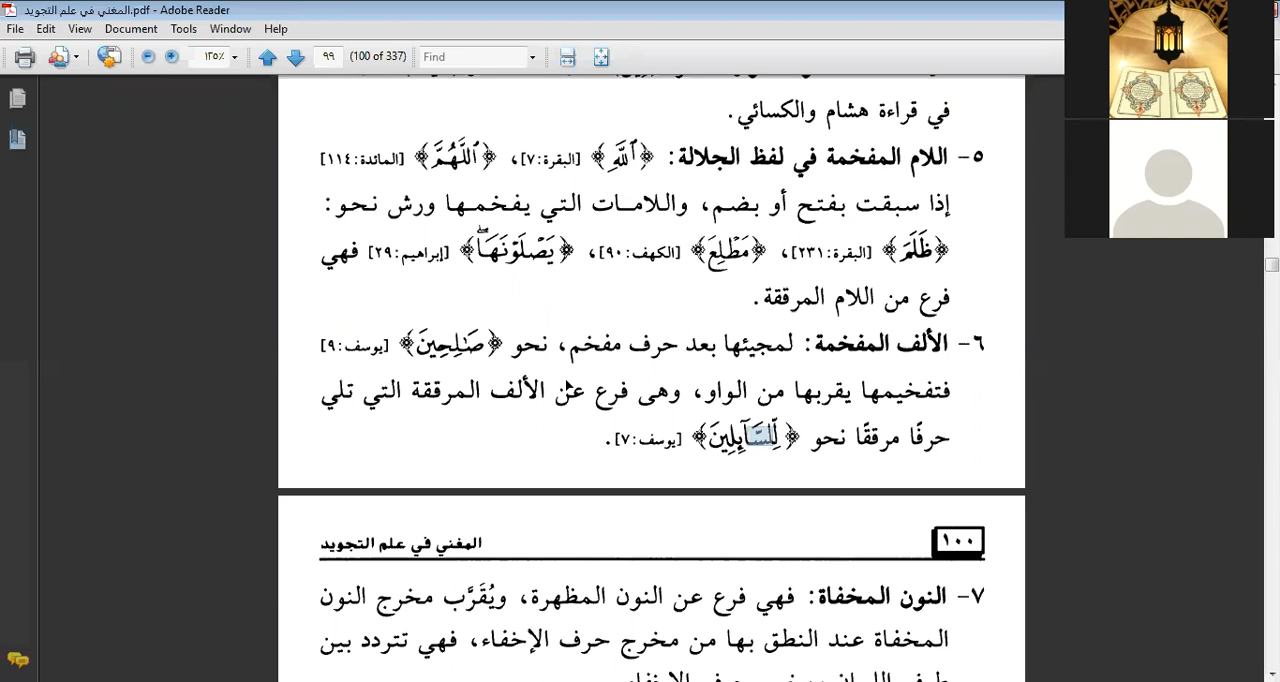 المغني في علم التجويد.pdf - Adobe Reader
File Edit View Document Tools Window Help
١٣٥٪ ٩٩ (100 of 337) Find
في قراءة هشام والكسائي.
٥- اللام المفخمة في لفظ الجلالة: ﴿ٱللَّهِ﴾ [البقرة:٧]، ﴿ٱللَّهُمَّ﴾ [المائدة:١١٤]
إذا سبقت بفتح أو بضم، واللامات التي يفخمها ورش نحو:
﴿ظَلَمَ﴾ [البقرة:٢٣١]، ﴿مَطْلِعَ﴾ [الكهف:٩٠]، ﴿يَصْلَوْنَهَا ۖ﴾ [إبراهيم:٢٩] فهي
فرع من اللام المرققة.
٦- الألف المفخمة: لمجيئها بعد حرف مفخم، نحو ﴿صَٰلِحِينَ﴾ [يوسف:٩]
فتفخيمها يقربها من الواو، وهى فرع عن الألف المرققة التي تلي
حرفًا مرققًا نحو ﴿لِّلسَّآئِلِينَ﴾ [يوسف:٧].
١٠٠ المغني في علم التجويد
٧- النون المخفاة: فهي فرع عن النون المظهرة، ويُقَرَّب مخرج النون
المخفاة عند النطق بها من مخرج حرف الإخفاء، فهي تتردد بين